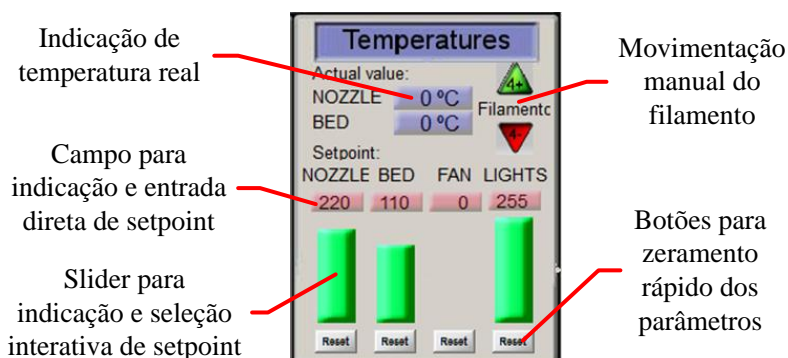 Indicação de
temperatura real
Campo para
indicação e entrada
direta de setpoint
Slider para
indicação e seleção
interativa de setpoint
Temperatures
Actual value:
NOZZLE 0 ºC
BED 0 ºC
4+
Filamento
4-
Setpoint:
NOZZLE BED FAN LIGHTS
220 110 0 255
Reset Reset Reset Reset
Movimentação
manual do
filamento
Botões para
zeramento
rápido dos
parâmetros